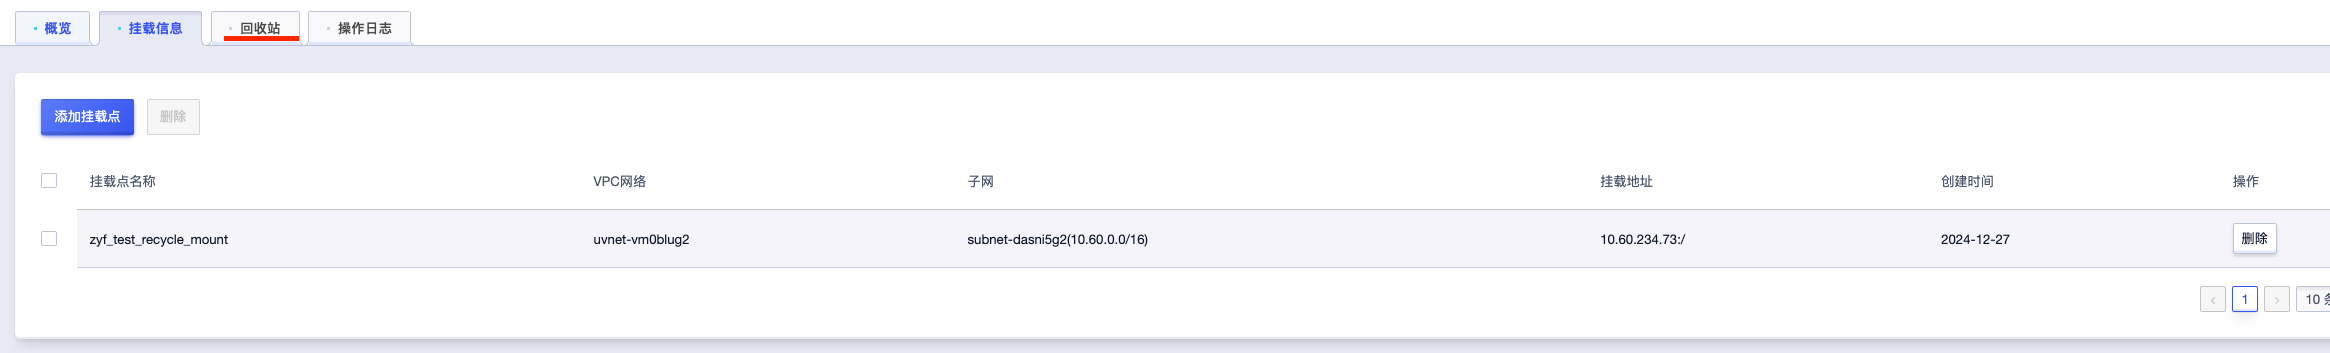 概览 挂载信息 回收站 操作日志
添加挂载点 删除
挂载点名称 VPC网络 子网 挂载地址 创建时间 操作
zyf_test_recycle_mount uvnet-vm0blug2 subnet-dasni5g2(10.60.0.0/16) 10.60.234.73:/ 2024-12-27 删除
1 10